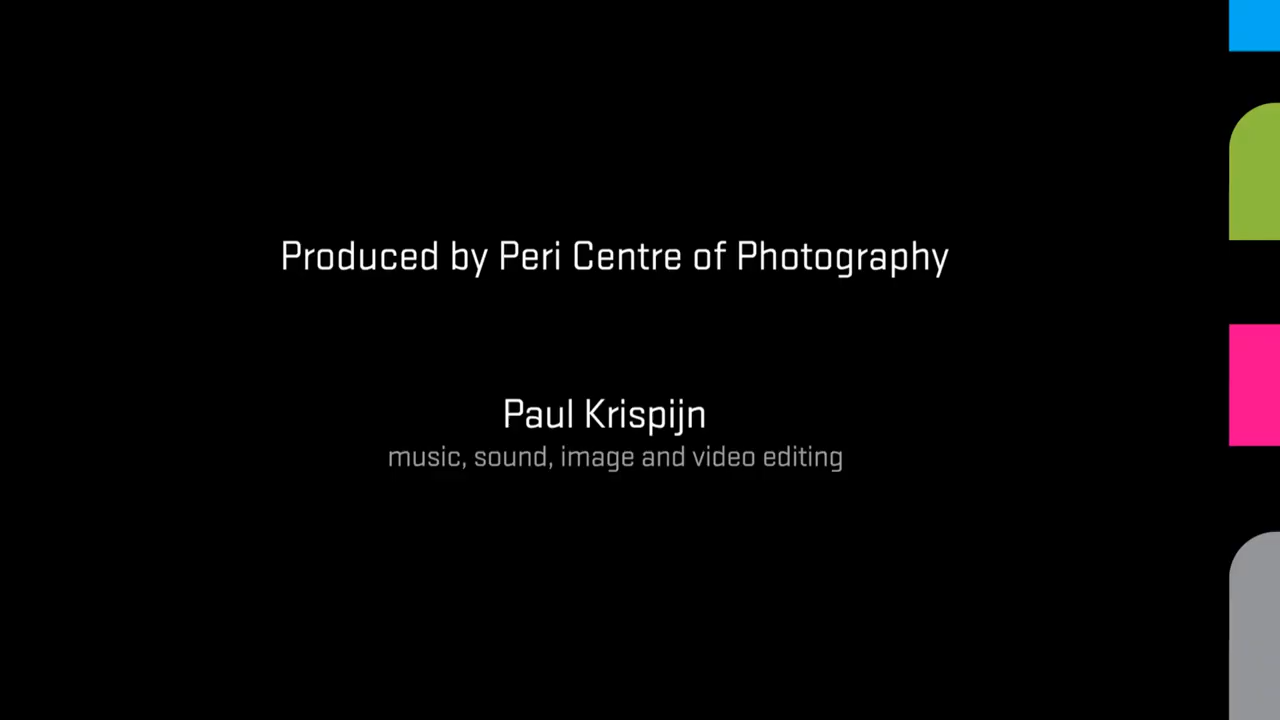 Produced by Peri Centre of Photography
Paul Krispijn
music, sound, image and video editing